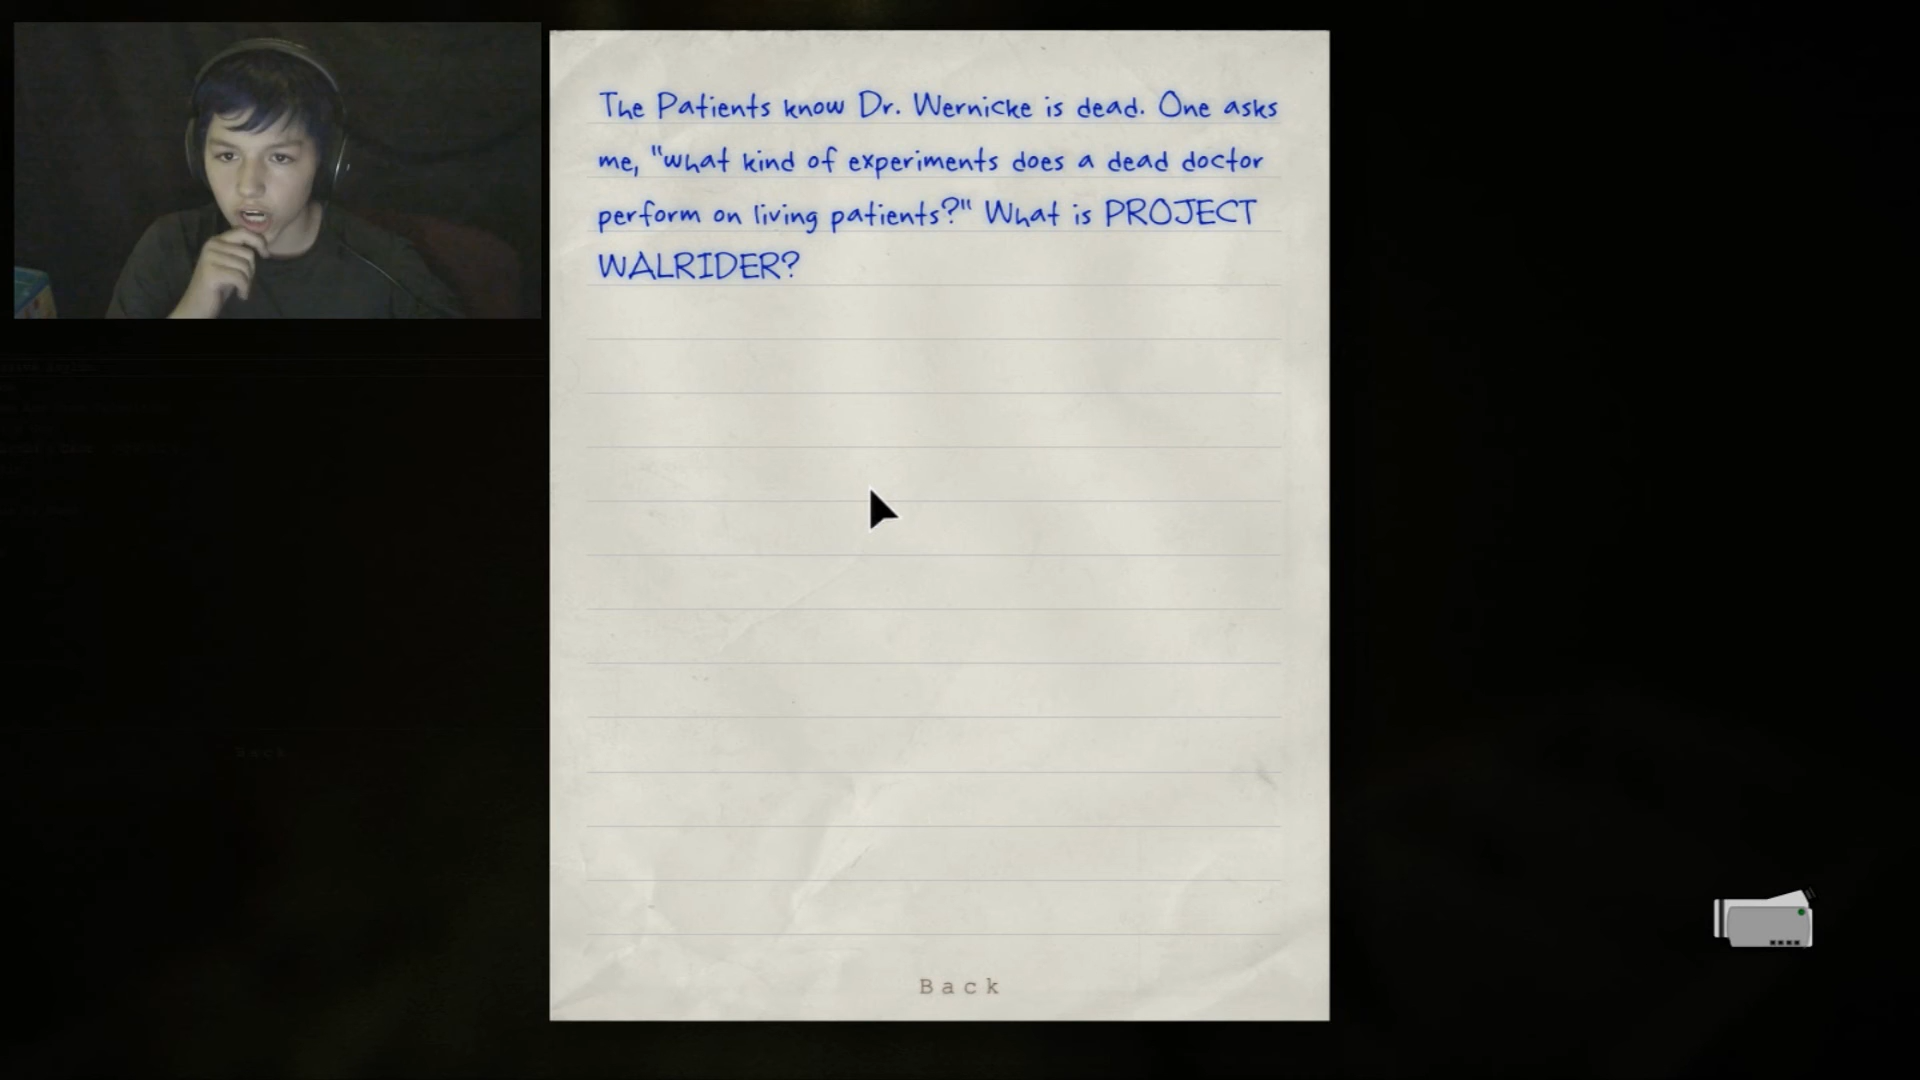 The Patients know Dr. Wernicke is dead. One asks
me, "what kind of experiments does a dead doctor
perform on living patients?" What is PROJECT
WALRIDER?
Back
Back